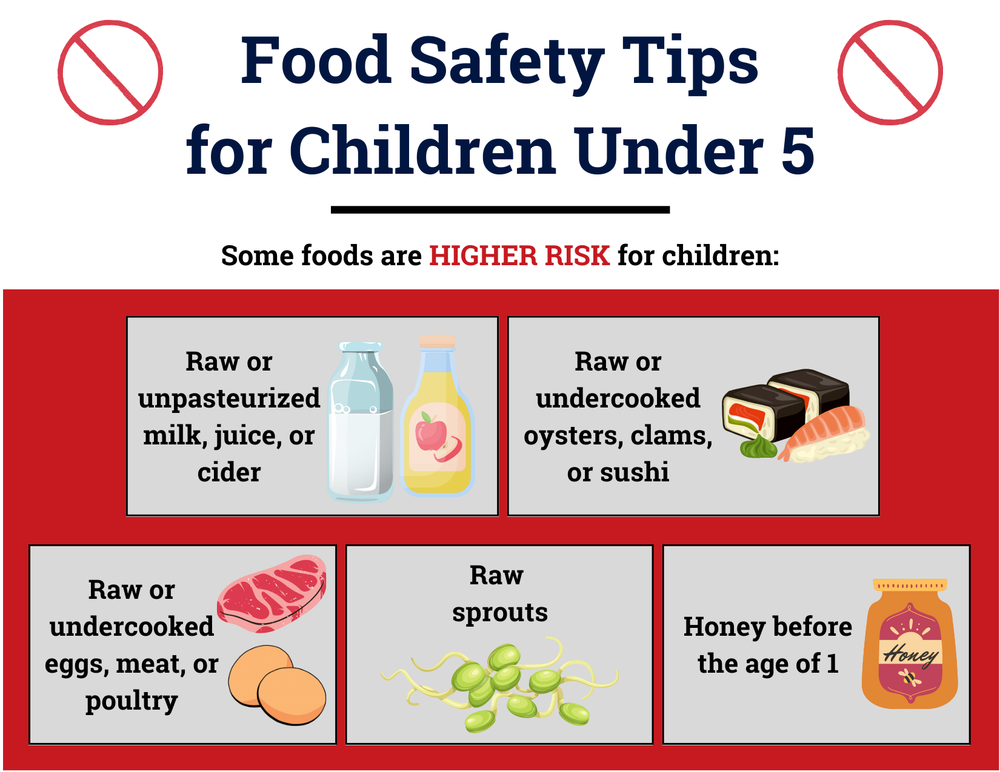 Food Safety Tips
for Children Under 5
Some foods are HIGHER RISK for children:
Raw or
unpasteurized
milk, juice, or
cider
Raw or
undercooked
oysters, clams,
or sushi
Raw or
undercooked
eggs, meat, or
poultry
Raw
sprouts
Honey before
the age of 1
Honey